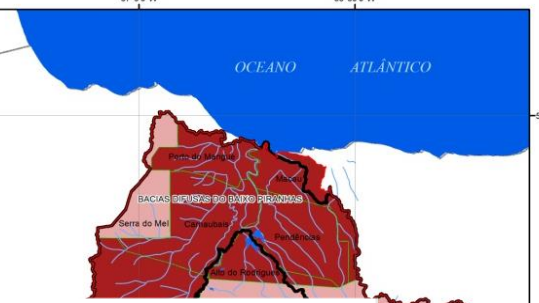 OCEANO ATLÂNTICO
Porto do Mangue
Macau
BACIAS DIFUSAS DO BAIXO PIRANHAS
Serra do Mel
Carnaubais
Pendências
Alto do Rodrigues